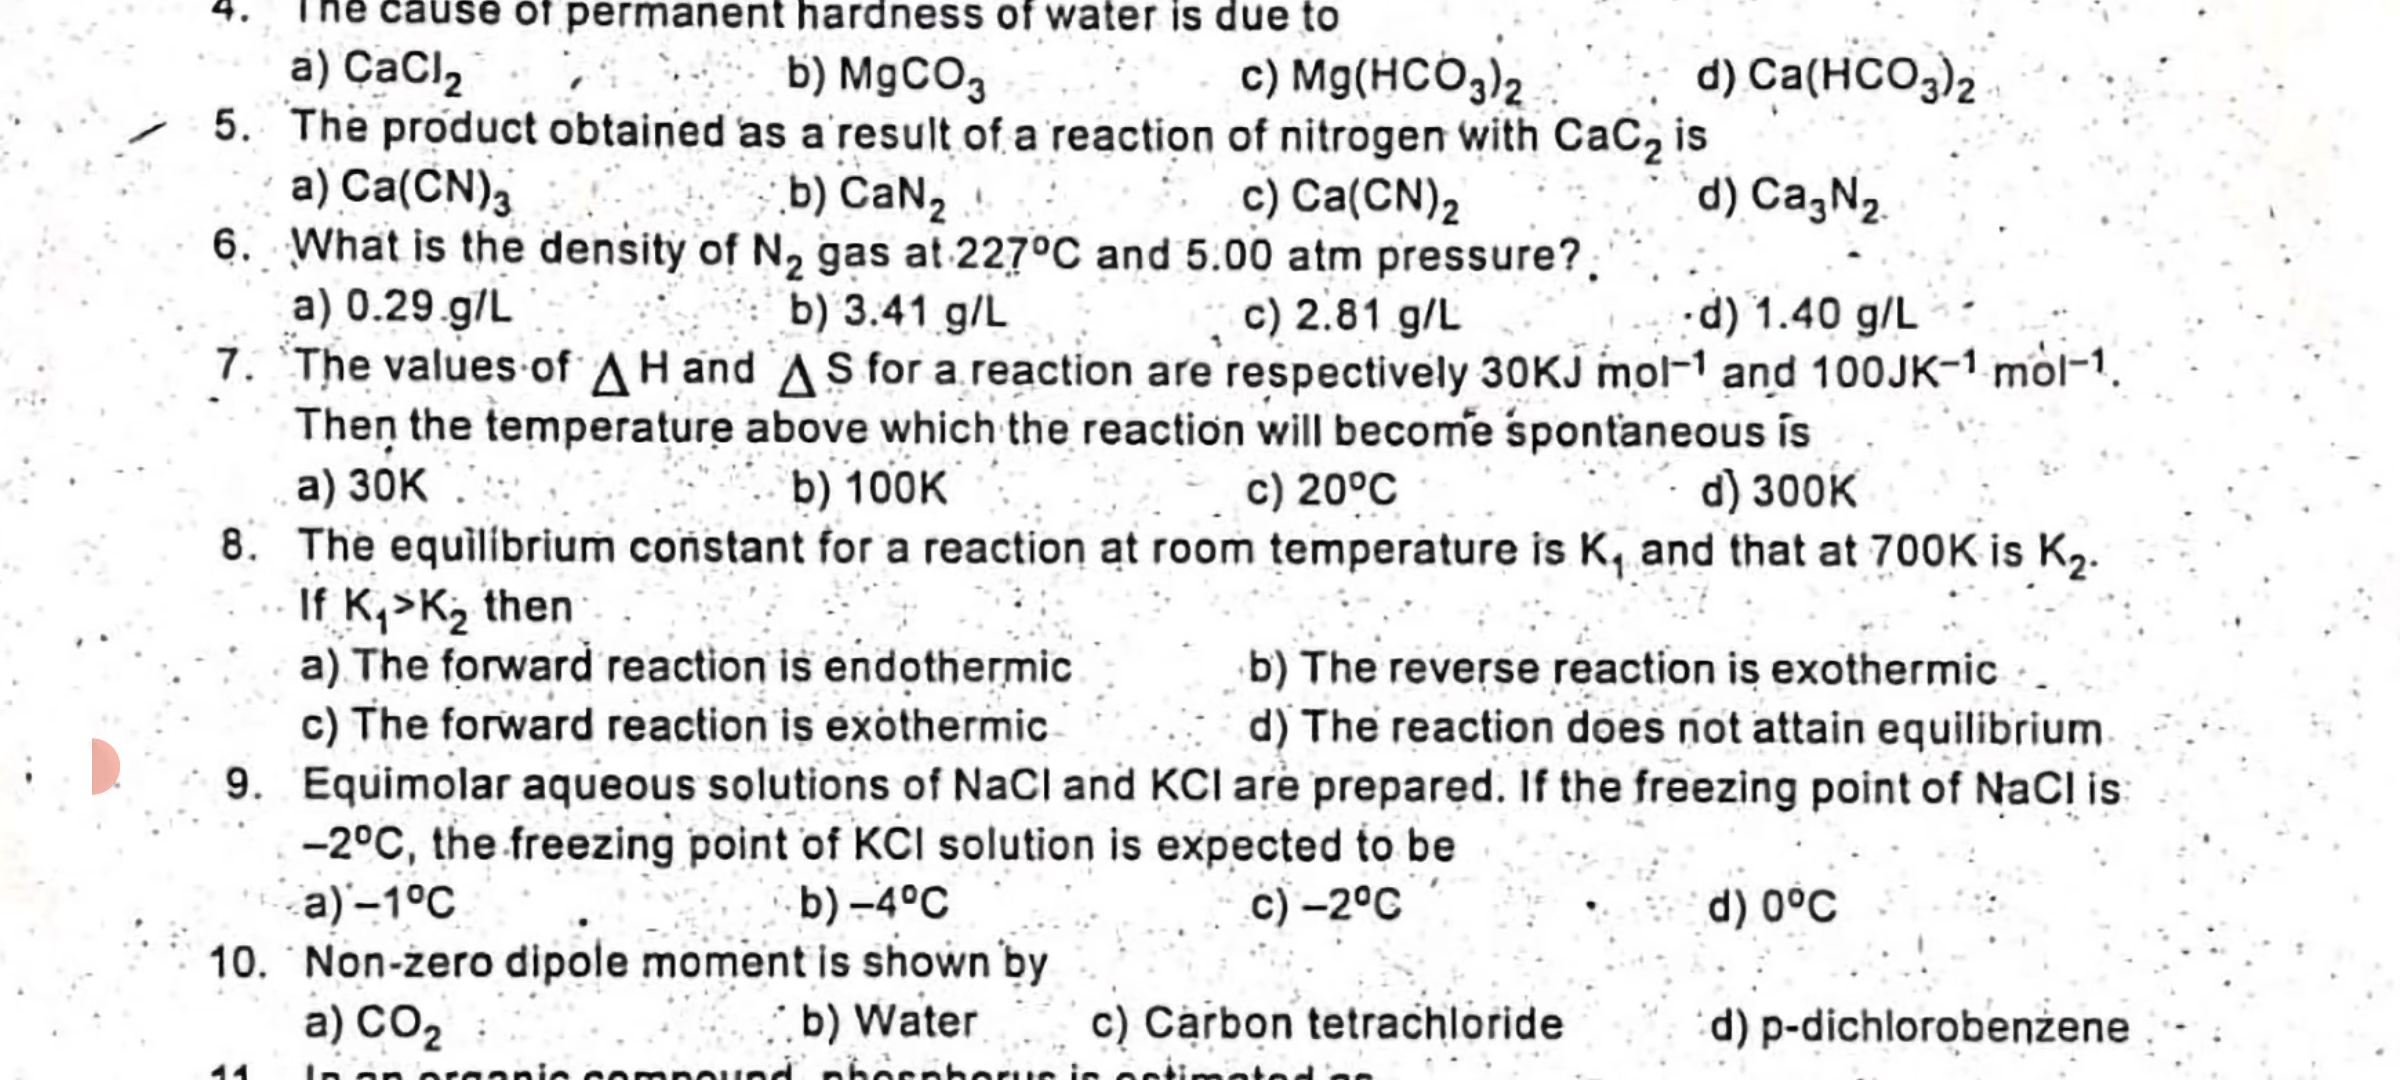 4. The cause of permanent hardness of water is due to
a) CaCl₂ b) MgCO₃ c) Mg(HCO₃)₂ d) Ca(HCO₃)₂
5. The product obtained as a result of a reaction of nitrogen with CaC₂ is
a) Ca(CN)₃ b) CaN₂ c) Ca(CN)₂ d) Ca₃N₂
6. What is the density of N₂ gas at 227°C and 5.00 atm pressure?
a) 0.29 g/L b) 3.41 g/L c) 2.81 g/L d) 1.40 g/L
7. The values of Δ H and Δ S for a reaction are respectively 30KJ mol⁻¹ and 100JK⁻¹ mol⁻¹.
Then the temperature above which the reaction will become spontaneous is
a) 30K b) 100K c) 20°C d) 300K
8. The equilibrium constant for a reaction at room temperature is K₁ and that at 700K is K₂.
If K₁>K₂ then
a) The forward reaction is endothermic b) The reverse reaction is exothermic
c) The forward reaction is exothermic d) The reaction does not attain equilibrium
9. Equimolar aqueous solutions of NaCl and KCl are prepared. If the freezing point of NaCl is
–2°C, the freezing point of KCl solution is expected to be
a) –1°C b) –4°C c) –2°C d) 0°C
10. Non-zero dipole moment is shown by
a) CO₂ b) Water c) Carbon tetrachloride d) p-dichlorobenzene
11. In an organic compound, phosphorus is estimated as